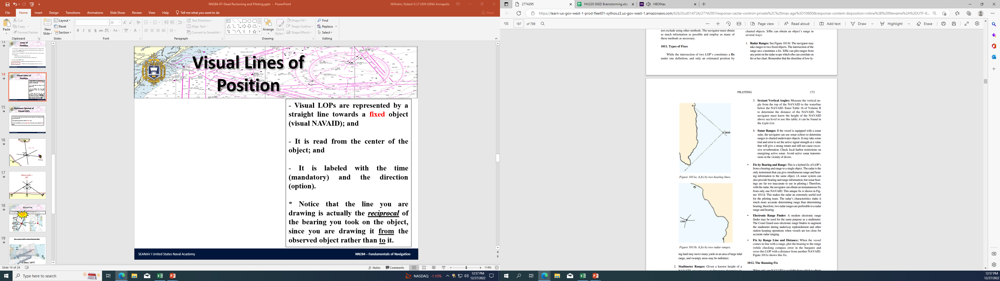 NN284-07-Dead Reckoning and Piloting.pptx - PowerPoint
Wilhelm, Robert G LT USN USNA Annapolis
File Home Insert Design Transitions Animations Slide Show Review View Help Tell me what you want to do Share
Paste
Cut
Copy
Format Painter
Clipboard
New Slide
Layout
Reset
Section
Slides
20
Font
Text Direction
Align Text
Convert to SmartArt
Paragraph
Arrange
Quick Styles
Shape Fill
Shape Outline
Shape Effects
Drawing
Find
Replace
Select
Editing
13
Lines of
Position
14
Visual Lines of
Position
15
Optimum Spread of
Visual LOPs
16
17
Same side =
60°
18
Visual Fix
19
Visual Lines of
Position
- Visual LOPs are represented by a
straight line towards a fixed object
(visual NAVAID); and
- It is read from the center of the
object; and
- It is labeled with the time
(mandatory) and the direction
(option).
* Notice that the line you are
drawing is actually the reciprocal of
the bearing you took on the object,
since you are drawing it from the
observed object rather than to it.
SEANAV I United States Naval Academy
NN284 – Fundamentals of Navigation
Slide 14 of 24
Notes
Comments
114%
Type here to search
NASDAQ -1.10%
12:57 PM
12/27/2022
2774295
NN220 SKED Brainstorming.xlsx
HBOMax
https://learn-us-gov-west-1-prod-fleet01-xythos.s3.us-gov-west-1.amazonaws.com/62b35cd514724/2774295?response-cache-control=private%2C%20max-age%3D10800&response-content-disposition=inline%3B%20filename%2A%3DUTF-8...
187 of 789
Page view
Read aloud
Add text
Draw
Highlight
Erase
not exclude using other methods. The navigator must obtain
as much information as possible and employ as many of
these methods as necessary.
1011. Types of Fixes
While the intersection of two LOP's constitutes a fix
under one definition, and only an estimated position by
charted objects. S/He can obtain an object's range in
several ways:
1. Radar Ranges: See Figure 1011b. The navigator may
take ranges to two fixed objects. The intersection of the
range arcs constitutes a fix. S/He can plot ranges from
any point on the radar scope which s/he can correlate on
his or her chart. Remember that the shoreline of low-ly-
PILOTING
173
0835
Figure 1011a. A fix by two bearing lines.
1350
Figure 1011b. A fix by two radar ranges.
ing land may move many yards in an area of large tidal
range, and swampy areas may be indistinct.
2. Stadimeter Ranges: Given a known height of a
3. Sextant Vertical Angles: Measure the vertical an-
gle from the top of the NAVAID to the waterline
below the NAVAID. Enter Table 16 of Volume II
to determine the distance of the NAVAID. The
navigator must know the height of the NAVAID
above sea level to use this table; it can be found in
the Light List.
4. Sonar Ranges: If the vessel is equipped with a sonar
suite, the navigator can use sonar echoes to determine
ranges to charted underwater objects. It may take some
trial and error to set the active signal strength at a value
that will give a strong return and still not cause exces-
sive reverberation. Check local harbor restrictions on
energizing active sonar. Avoid active sonar transmis-
sions in the vicinity of divers.
• Fix by Bearing and Range: This is a hybrid fix of LOP's
from a bearing and range to a single object. The radar is the
only instrument that can give simultaneous range and bear-
ing information to the same object. (A sonar system can
also provide bearing and range information, but sonar bear-
ings are far too inaccurate to use in piloting.) Therefore,
with the radar, the navigator can obtain an instantaneous fix
from only one NAVAID. This unique fix is shown in Fig-
ure 1011d. This makes the radar an extremely useful tool
for the piloting team. The radar's characteristics make it
much more accurate determining range than determining
bearing; therefore, two radar ranges are preferable to a radar
range and bearing.
• Electronic Range Finder: A modern electronic range
finder may be used for the same purpose as a stadimeter.
The Coast Guard uses electronic range finders to augment
the stadimeter during underway replenishment and other
station keeping operations when vessels are too close for
accurate radar ranging.
• Fix by Range Line and Distance: When the vessel
comes in line with a range, plot the bearing to the range
(while checking compass error in the bargain) and
cross this LOP with a distance from another NAVAID.
Figure 1011e shows this fix.
1012. The Running Fix
12:57 PM
12/27/2022